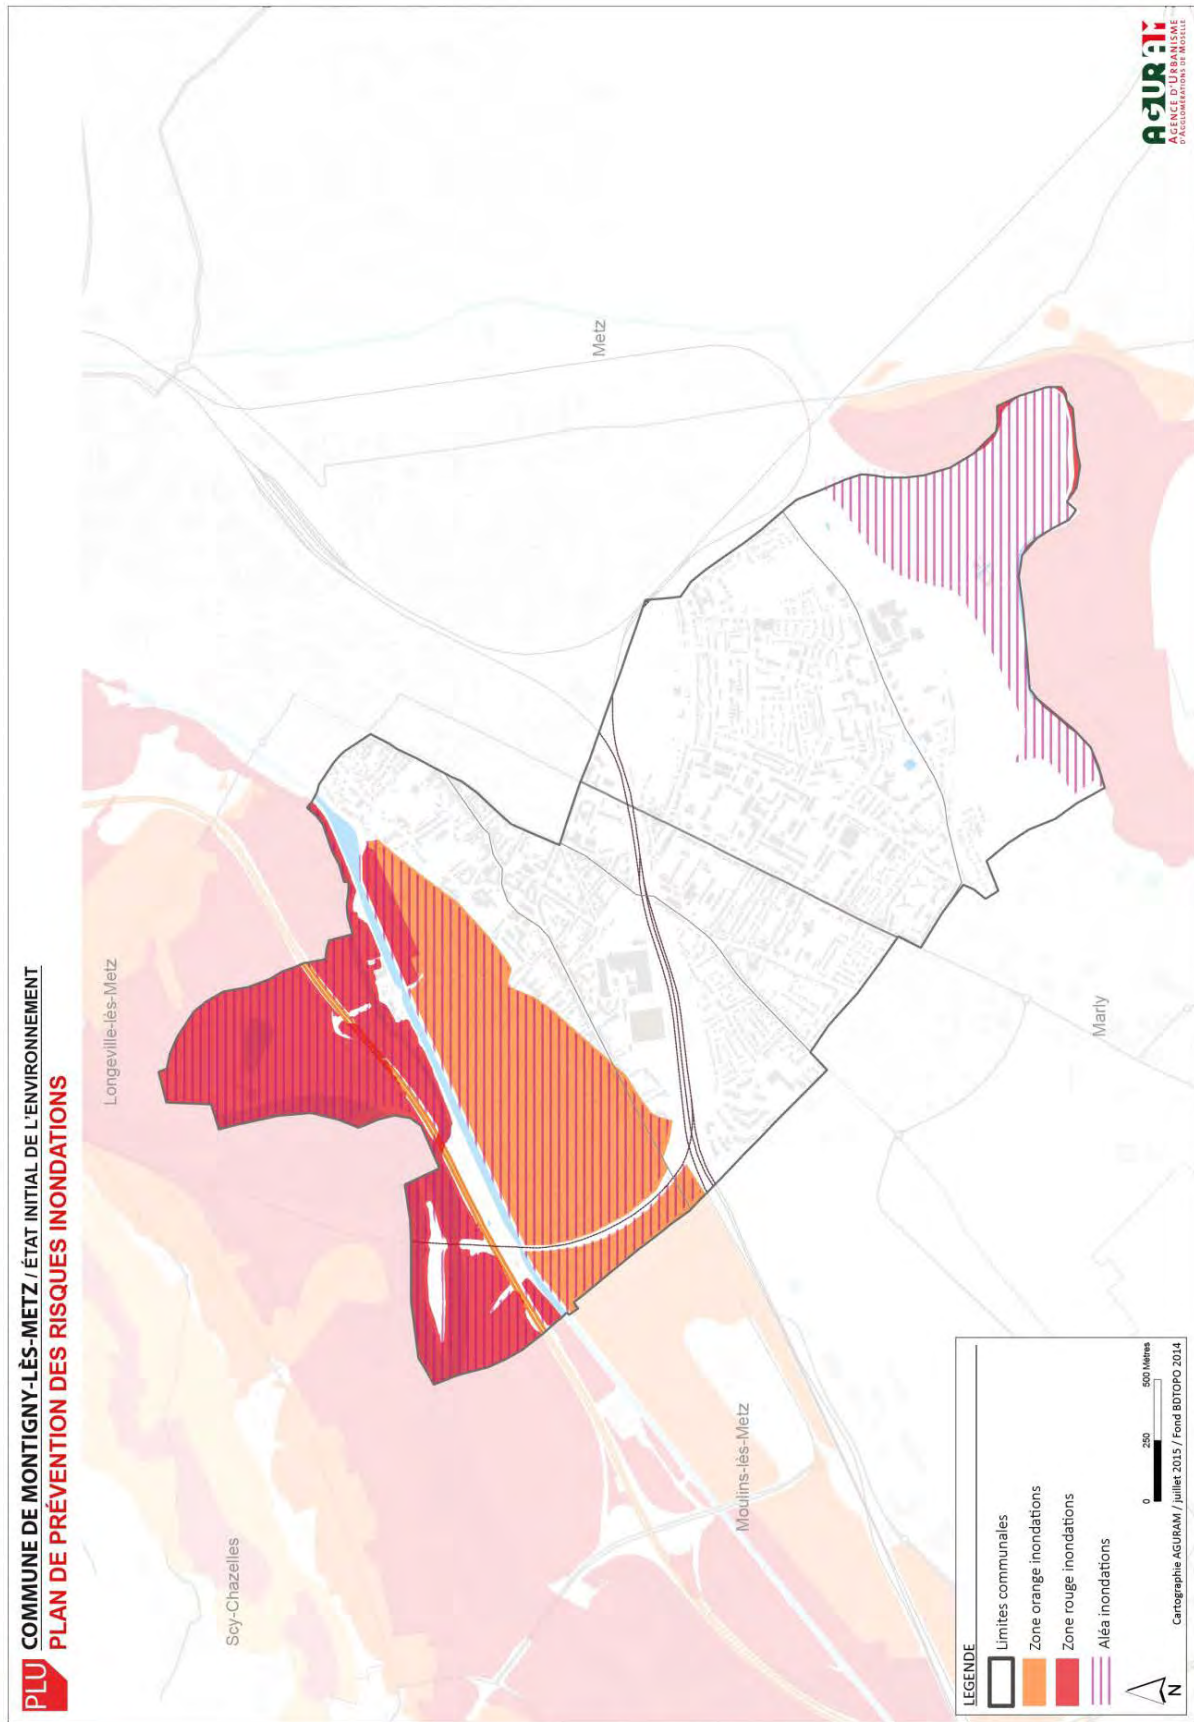 PLU COMMUNE DE MONTIGNY-LÈS-METZ / ÉTAT INITIAL DE L'ENVIRONNEMENT
PLAN DE PRÉVENTION DES RISQUES INONDATIONS
AGURAM
AGENCE D'URBANISME
D'AGGLOMÉRATIONS DE MOSELLE
Longeville-lès-Metz
Scy-Chazelles
Metz
Moulins-lès-Metz
Marly
LEGENDE
Limites communales
Zone orange inondations
Zone rouge inondations
Aléa inondations
N
0 250 500 Mètres
Cartographie AGURAM / juillet 2015 / Fond BDTOPO 2014